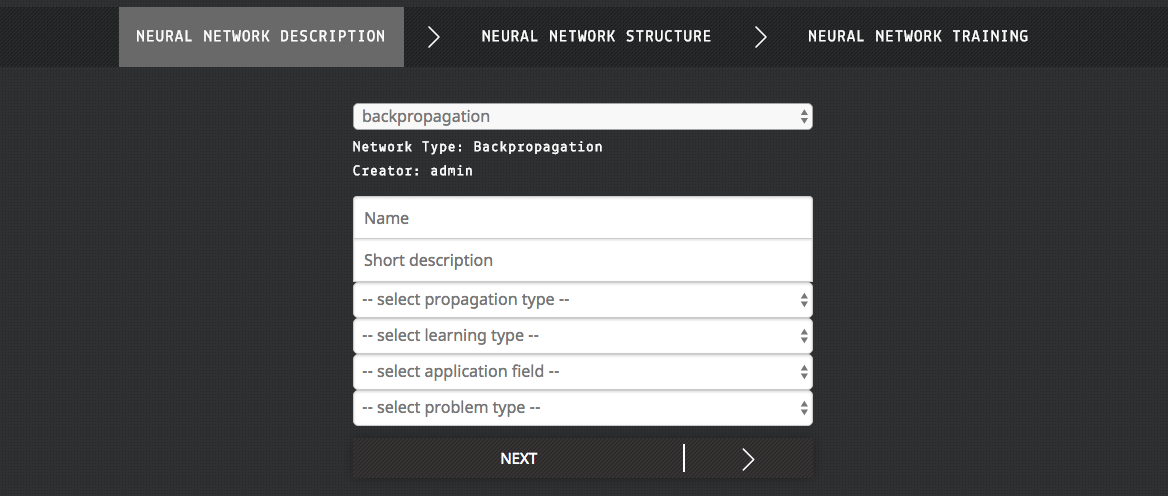 NEURAL NETWORK DESCRIPTION
NEURAL NETWORK STRUCTURE
NEURAL NETWORK TRAINING
backpropagation
Network Type: Backpropagation
Creator: admin
Name
Short description
-- select propagation type --
-- select learning type --
-- select application field --
-- select problem type --
NEXT